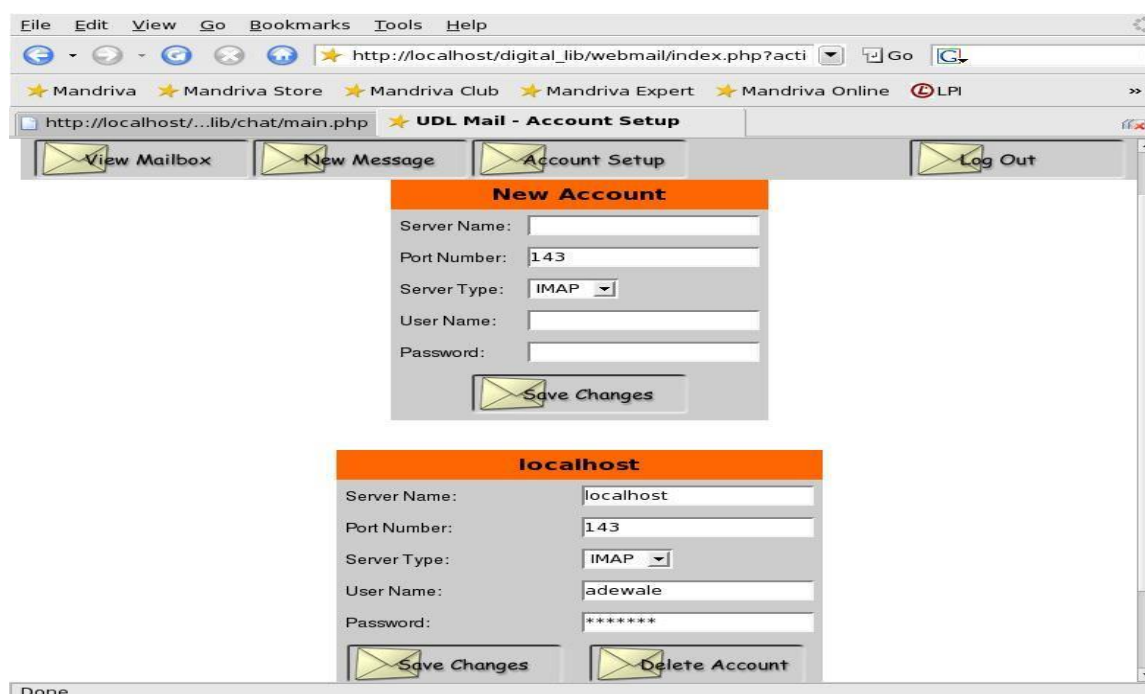 File Edit View Go Bookmarks Tools Help
http://localhost/digital_lib/webmail/index.php?acti Go G
Mandriva Mandriva Store Mandriva Club Mandriva Expert Mandriva Online LPI »
http://localhost/...lib/chat/main.php UDL Mail - Account Setup
View Mailbox New Message Account Setup Log Out
New Account
Server Name:
Port Number: 143
Server Type: IMAP
User Name:
Password:
Save Changes
localhost
Server Name: localhost
Port Number: 143
Server Type: IMAP
User Name: adewale
Password: *******
Save Changes Delete Account
Done